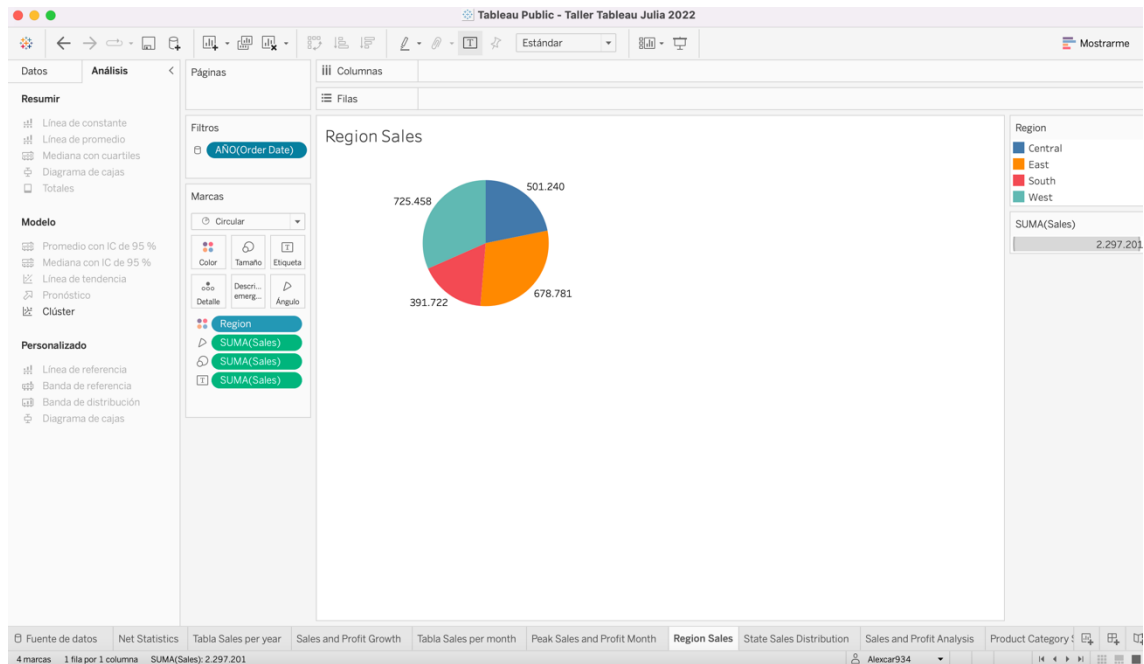 Tableau Public - Taller Tableau Julia 2022
Estándar
Mostrarme
Datos
Análisis
Páginas
Columnas
Filas
Resumir
Línea de constante
Línea de promedio
Mediana con cuartiles
Diagrama de cajas
Totales
Modelo
Promedio con IC de 95 %
Mediana con IC de 95 %
Línea de tendencia
Pronóstico
Clúster
Personalizado
Línea de referencia
Banda de referencia
Banda de distribución
Diagrama de cajas
Filtros
AÑO(Order Date)
Marcas
Circular
Color
Tamaño
Etiqueta
Detalle
Descri...
emerg...
Ángulo
Region
SUMA(Sales)
SUMA(Sales)
SUMA(Sales)
Region Sales
725.458
501.240
391.722
678.781
Region
Central
East
South
West
SUMA(Sales)
2.297.201
Fuente de datos
Net Statistics
Tabla Sales per year
Sales and Profit Growth
Tabla Sales per month
Peak Sales and Profit Month
Region Sales
State Sales Distribution
Sales and Profit Analysis
Product Category
4 marcas
1 fila por 1 columna
SUMA(Sales): 2.297.201
Alexcar934